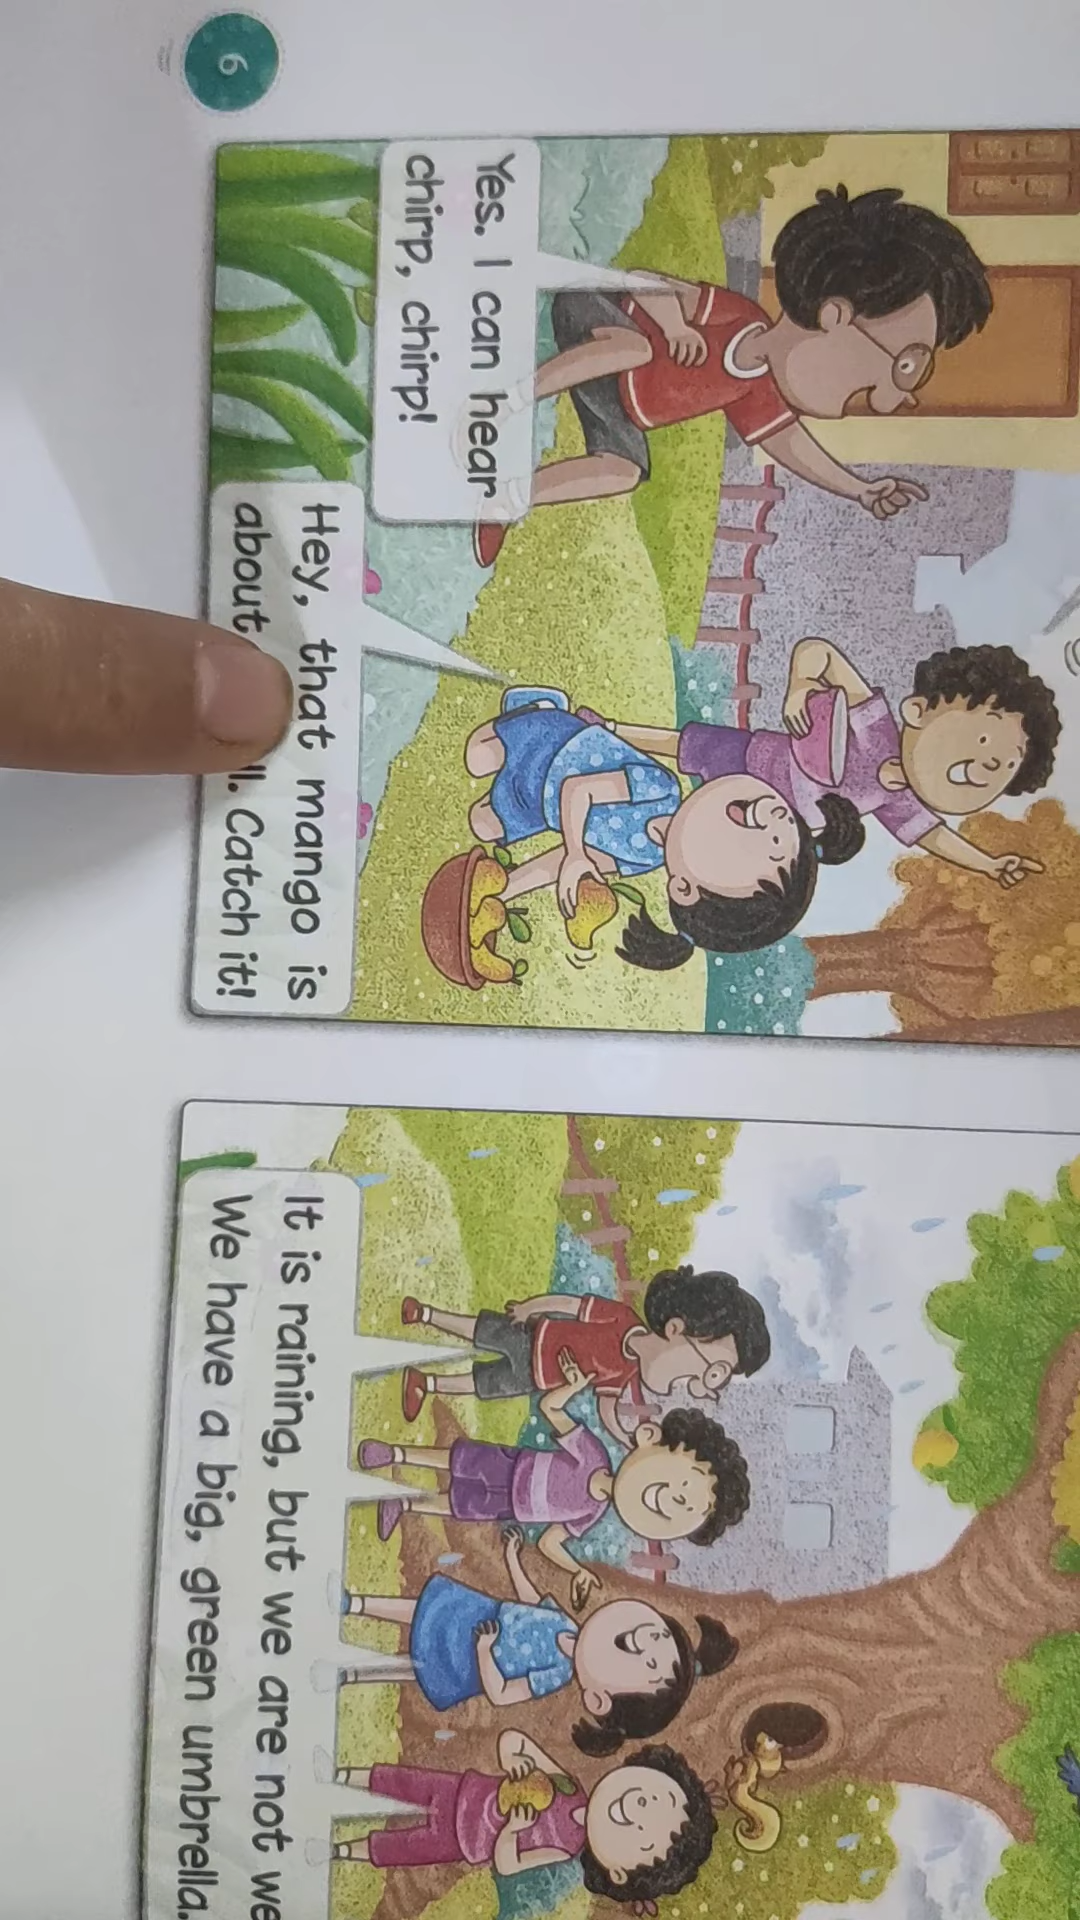 Yes. I can hear
chirp, chirp!
Hey, that mango is
about Catch it!
It is raining, but we are not
We have a big, green umbrella.
6